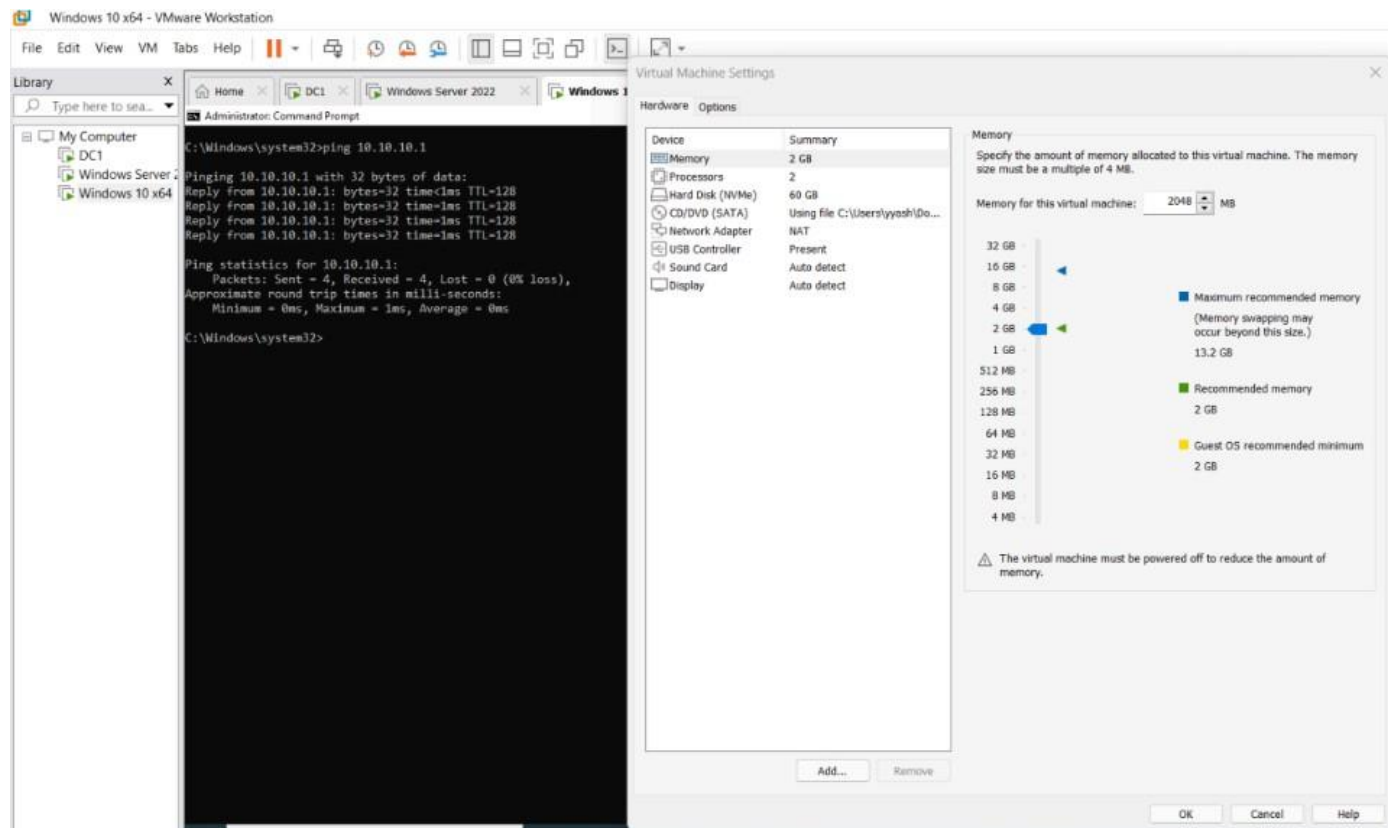 Windows 10 x64 - VMware Workstation
File Edit View VM Tabs Help
Library X
Type here to sea...
My Computer
DC1
Windows Server 2
Windows 10 x64
Home DC1 Windows Server 2022 Windows 1
Administrator: Command Prompt
C:\Windows\system32>ping 10.10.10.1
Pinging 10.10.10.1 with 32 bytes of data:
Reply from 10.10.10.1: bytes=32 time<1ms TTL=128
Reply from 10.10.10.1: bytes=32 time=1ms TTL=128
Reply from 10.10.10.1: bytes=32 time=1ms TTL=128
Reply from 10.10.10.1: bytes=32 time=1ms TTL=128
Ping statistics for 10.10.10.1:
Packets: Sent = 4, Received = 4, Lost = 0 (0% loss),
Approximate round trip times in milli-seconds:
Minimum = 0ms, Maximum = 1ms, Average = 0ms
C:\Windows\system32>
Virtual Machine Settings
Hardware Options
Device Summary
Memory 2 GB
Processors 2
Hard Disk (NVMe) 60 GB
CD/DVD (SATA) Using file C:\Users\yyash\Do...
Network Adapter NAT
USB Controller Present
Sound Card Auto detect
Display Auto detect
Add... Remove
Memory
Specify the amount of memory allocated to this virtual machine. The memory
size must be a multiple of 4 MB.
Memory for this virtual machine: 2048 MB
32 GB
16 GB
8 GB
4 GB
2 GB
1 GB
512 MB
256 MB
128 MB
64 MB
32 MB
16 MB
8 MB
4 MB
Maximum recommended memory
(Memory swapping may
occur beyond this size.)
13.2 GB
Recommended memory
2 GB
Guest OS recommended minimum
2 GB
The virtual machine must be powered off to reduce the amount of
memory.
OK Cancel Help